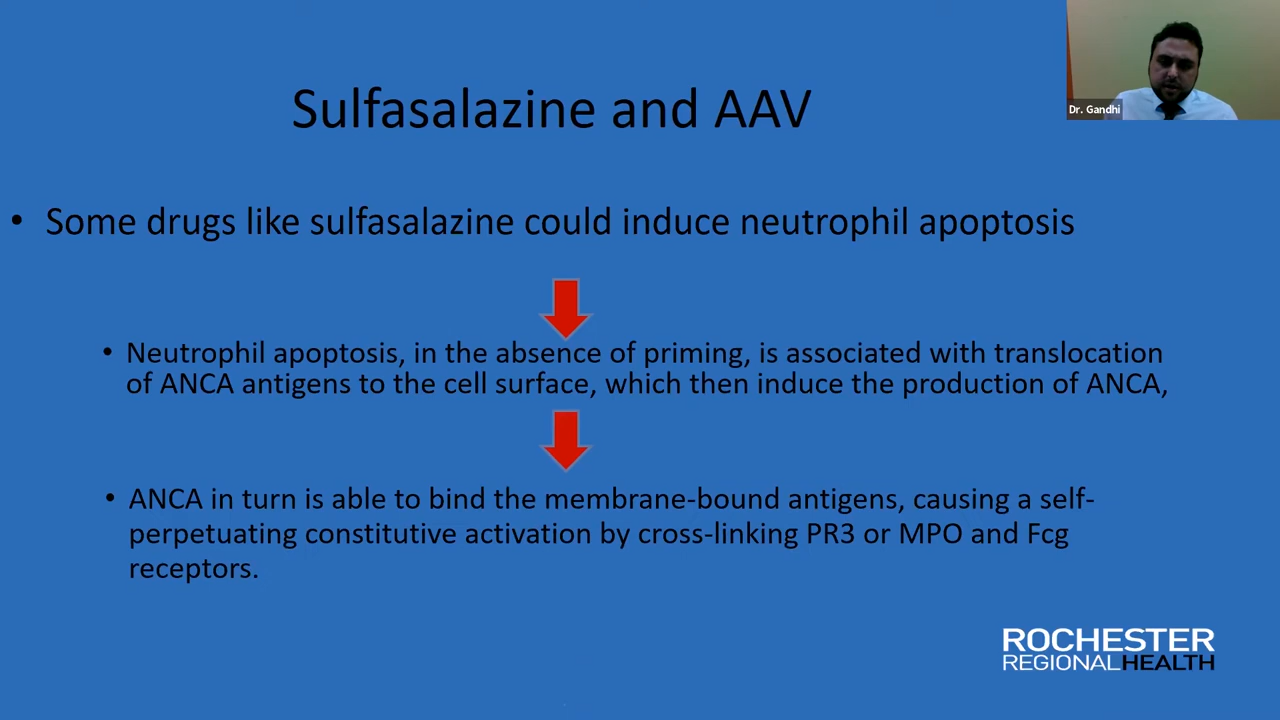 Sulfasalazine and AAV
Dr. Gandhi
• Some drugs like sulfasalazine could induce neutrophil apoptosis
• Neutrophil apoptosis, in the absence of priming, is associated with translocation
of ANCA antigens to the cell surface, which then induce the production of ANCA,
• ANCA in turn is able to bind the membrane-bound antigens, causing a self-
perpetuating constitutive activation by cross-linking PR3 or MPO and Fcg
receptors.
ROCHESTER
REGIONALHEALTH